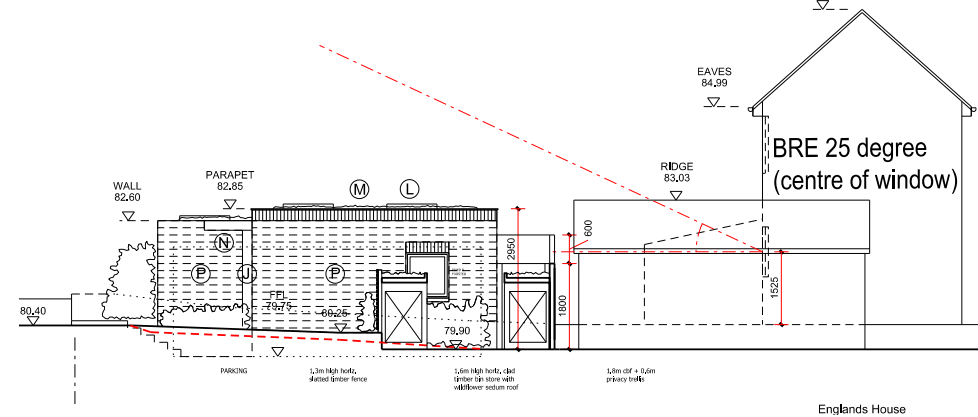 EAVES
84.99
BRE 25 degree
(centre of window)
RIDGE
83.03
PARAPET
82.85
WALL
82.60
M
L
N
P
J
P
600
2950
1800
1525
FFL
79.75
80.25
79.90
80.40
PARKING
1,3m high horiz,
slatted timber fence
1,6m high horiz, clad
timber bin store with
wildflower sedum roof
1,8m cbf + 0,6m
privacy trellis
Englands House